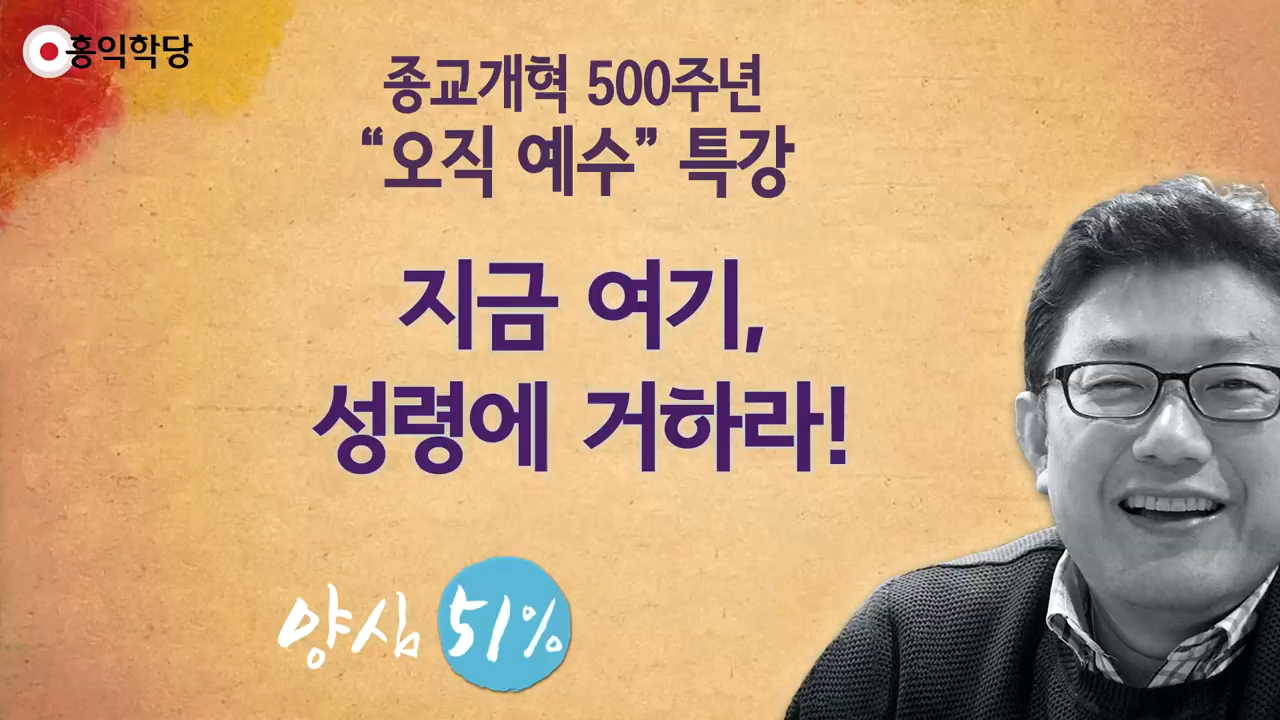 홍익학당
종교개혁 500주년
“오직 예수” 특강
지금 여기,
성령에 거하라!
양심 51%